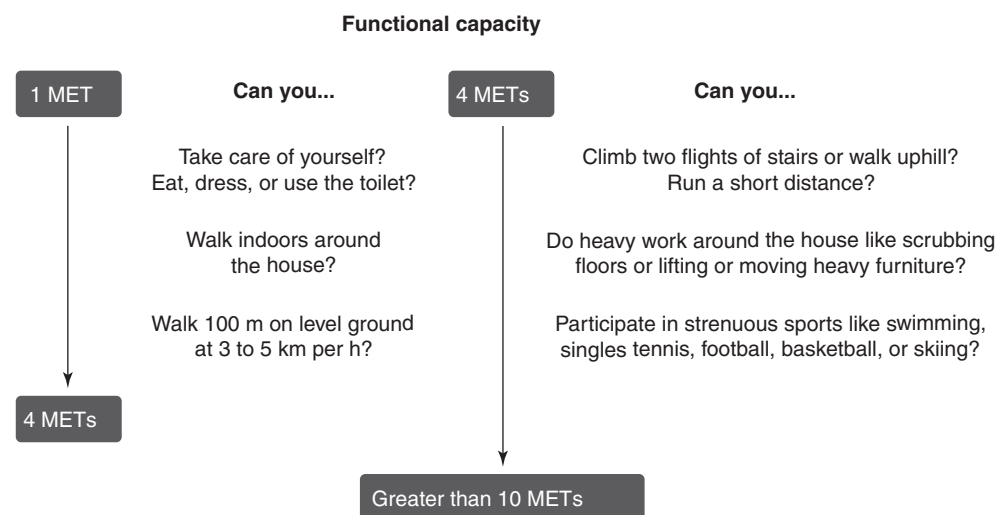 Functional capacity
1 MET
Can you...
Take care of yourself?
Eat, dress, or use the toilet?
Walk indoors around
the house?
Walk 100 m on level ground
at 3 to 5 km per h?
4 METs
4 METs
Can you...
Climb two flights of stairs or walk uphill?
Run a short distance?
Do heavy work around the house like scrubbing
floors or lifting or moving heavy furniture?
Participate in strenuous sports like swimming,
singles tennis, football, basketball, or skiing?
Greater than 10 METs